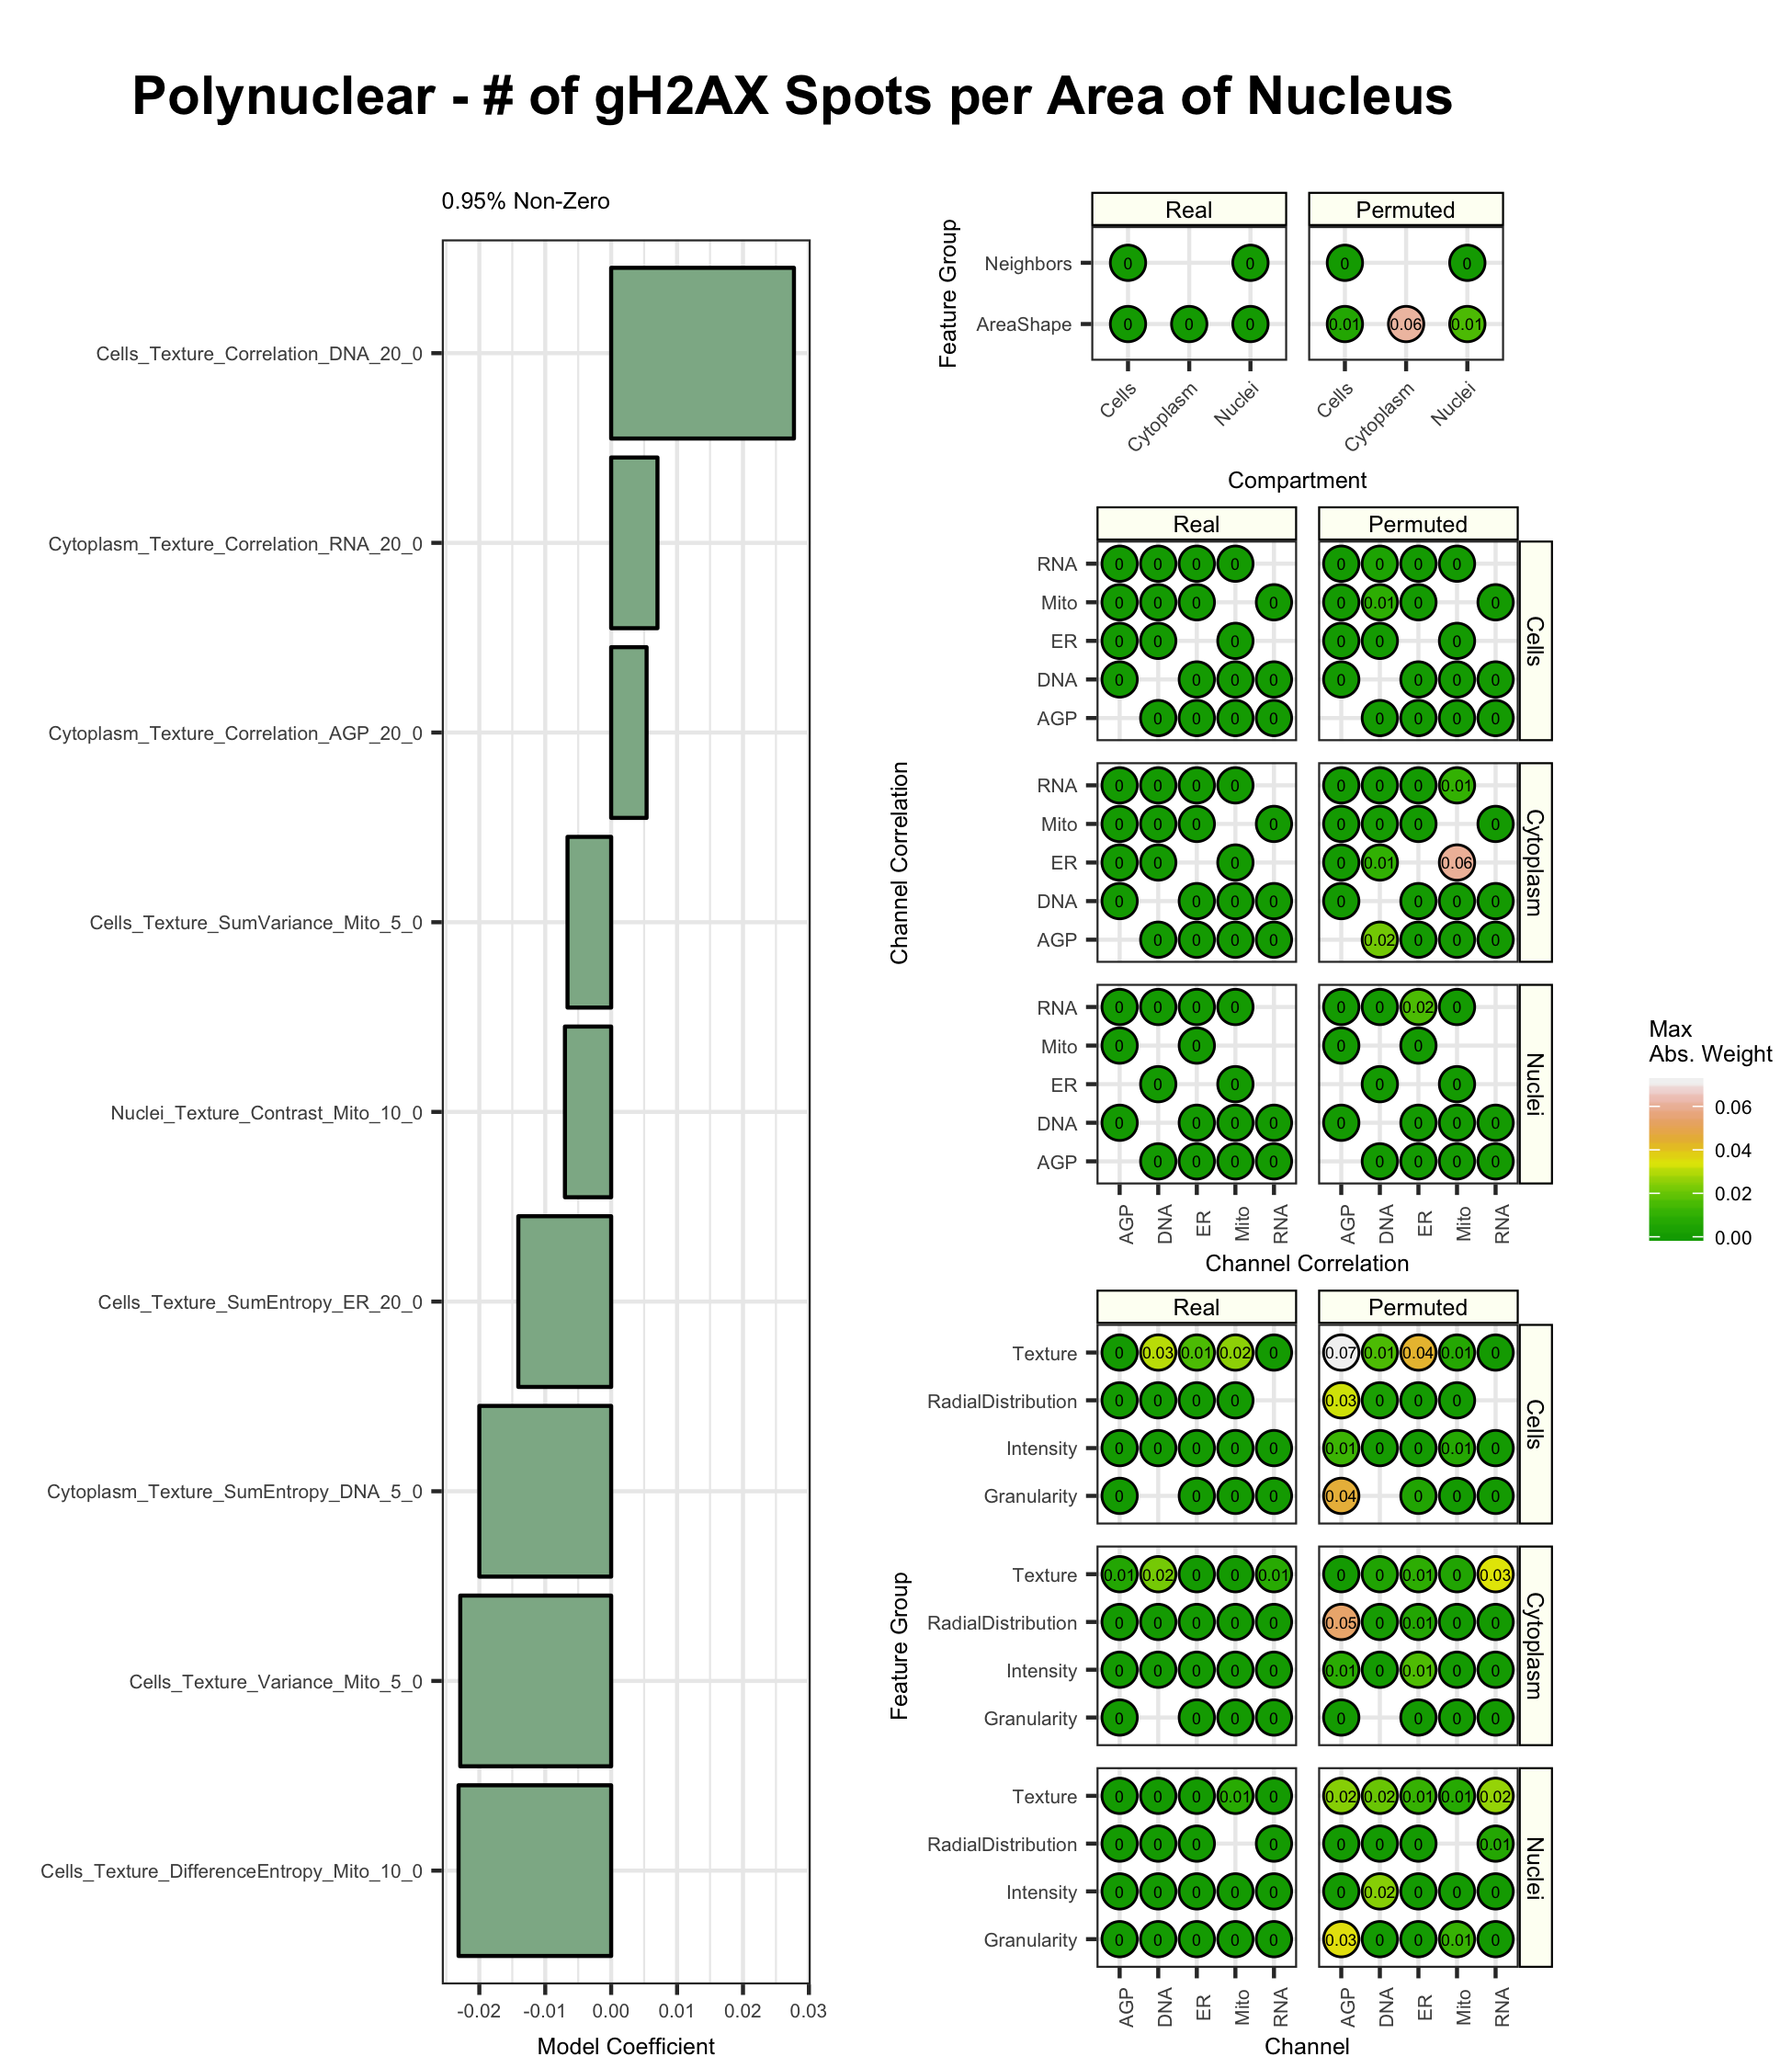 Polynuclear - # of gH2AX Spots per Area of Nucleus
0.95% Non-Zero
Cells_Texture_Correlation_DNA_20_0
Cytoplasm_Texture_Correlation_RNA_20_0
Cytoplasm_Texture_Correlation_AGP_20_0
Cells_Texture_SumVariance_Mito_5_0
Nuclei_Texture_Contrast_Mito_10_0
Cells_Texture_SumEntropy_ER_20_0
Cytoplasm_Texture_SumEntropy_DNA_5_0
Cells_Texture_Variance_Mito_5_0
Cells_Texture_DifferenceEntropy_Mito_10_0
-0.02 -0.01 0.00 0.01 0.02 0.03
Model Coefficient
Real Permuted
Feature Group
Neighbors 0 0 0 0
AreaShape 0 0 0 0.01 0.06 0.01
Cells Cytoplasm Nuclei Cells Cytoplasm Nuclei
Compartment
Real Permuted
Channel Correlation
RNA 0 0 0 0 0 0 0 0
Mito 0 0 0 0 0 0.01 0 0
ER 0 0 0 0 0 0
DNA 0 0 0 0 0 0 0 0
AGP 0 0 0 0 0 0 0 0
Cells
RNA 0 0 0 0 0 0 0 0.01
Mito 0 0 0 0 0 0 0 0
ER 0 0 0 0 0.01 0.06
DNA 0 0 0 0 0 0 0 0
AGP 0 0 0 0 0.02 0 0 0
Cytoplasm
RNA 0 0 0 0 0 0 0.02 0
Mito 0 0 0 0
ER 0 0 0 0
DNA 0 0 0 0 0 0 0 0
AGP 0 0 0 0 0 0 0 0
Nuclei
AGP DNA ER Mito RNA AGP DNA ER Mito RNA
Channel Correlation
Max
Abs. Weight
0.06
0.04
0.02
0.00
Real Permuted
Feature Group
Texture 0 0.03 0.01 0.02 0 0.07 0.01 0.04 0.01 0
RadialDistribution 0 0 0 0 0.03 0 0 0
Intensity 0 0 0 0 0 0.01 0 0 0.01 0
Granularity 0 0 0 0 0.04 0 0 0
Cells
Texture 0.01 0.02 0 0 0.01 0 0 0.01 0 0.03
RadialDistribution 0 0 0 0 0 0.05 0 0.01 0 0
Intensity 0 0 0 0 0 0.01 0 0.01 0 0
Granularity 0 0 0 0 0 0 0 0
Cytoplasm
Texture 0 0 0 0.01 0 0.02 0.02 0.01 0.01 0.02
RadialDistribution 0 0 0 0 0 0 0 0.01
Intensity 0 0 0 0 0 0 0.02 0 0 0
Granularity 0 0 0 0 0 0.03 0 0 0.01 0
Nuclei
AGP DNA ER Mito RNA AGP DNA ER Mito RNA
Channel